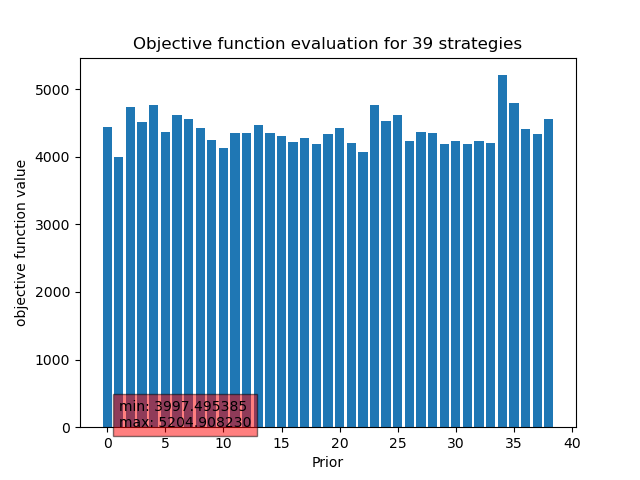 Objective function evaluation for 39 strategies
objective function value
5000
4000
3000
2000
1000
0
min: 3997.495385
max: 5204.908230
0 5 10 15 20 25 30 35 40
Prior